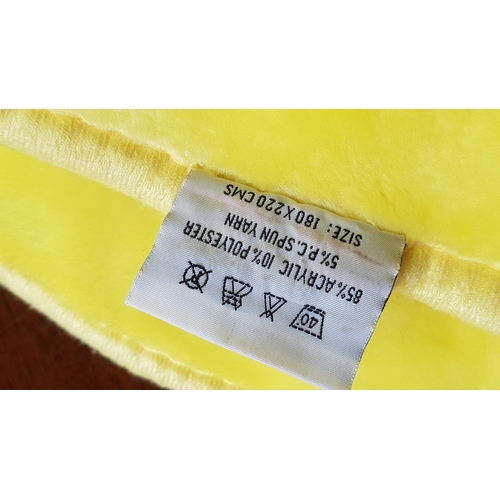 40°
85% ACRYLIC 10% POLYESTER
5% P.C.SPUN YARN
SIZE: 180 X 220 CMS